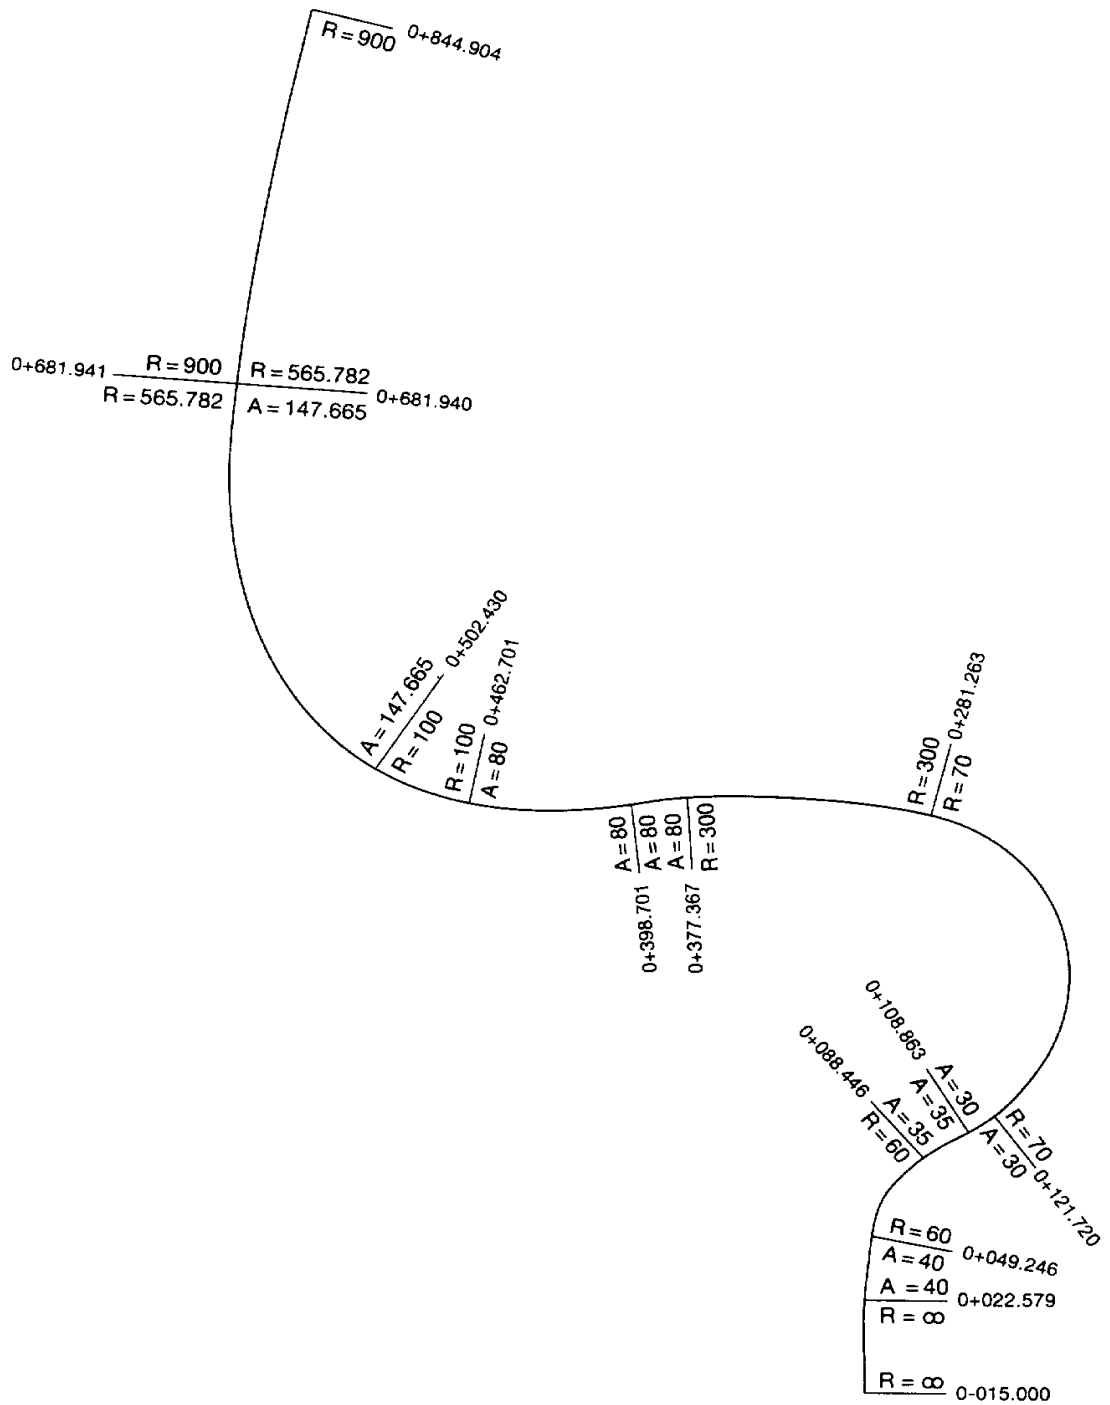 R = 900
0+844.904
0+681.941
R = 900
R = 565.782
R = 565.782
A = 147.665
0+681.940
A = 147.665
0+502.430
R = 100
R = 100
0+462.701
A = 80
R = 300
0+281.263
R = 70
A = 80
A = 80
0+398.701
A = 80
R = 300
0+377.367
0+108.863
A = 30
A = 35
0+088.446
A = 35
R = 60
R = 70
A = 30
0+121.720
R = 60
A = 40
0+049.246
A = 40
R = ∞
0+022.579
R = ∞
0-015.000